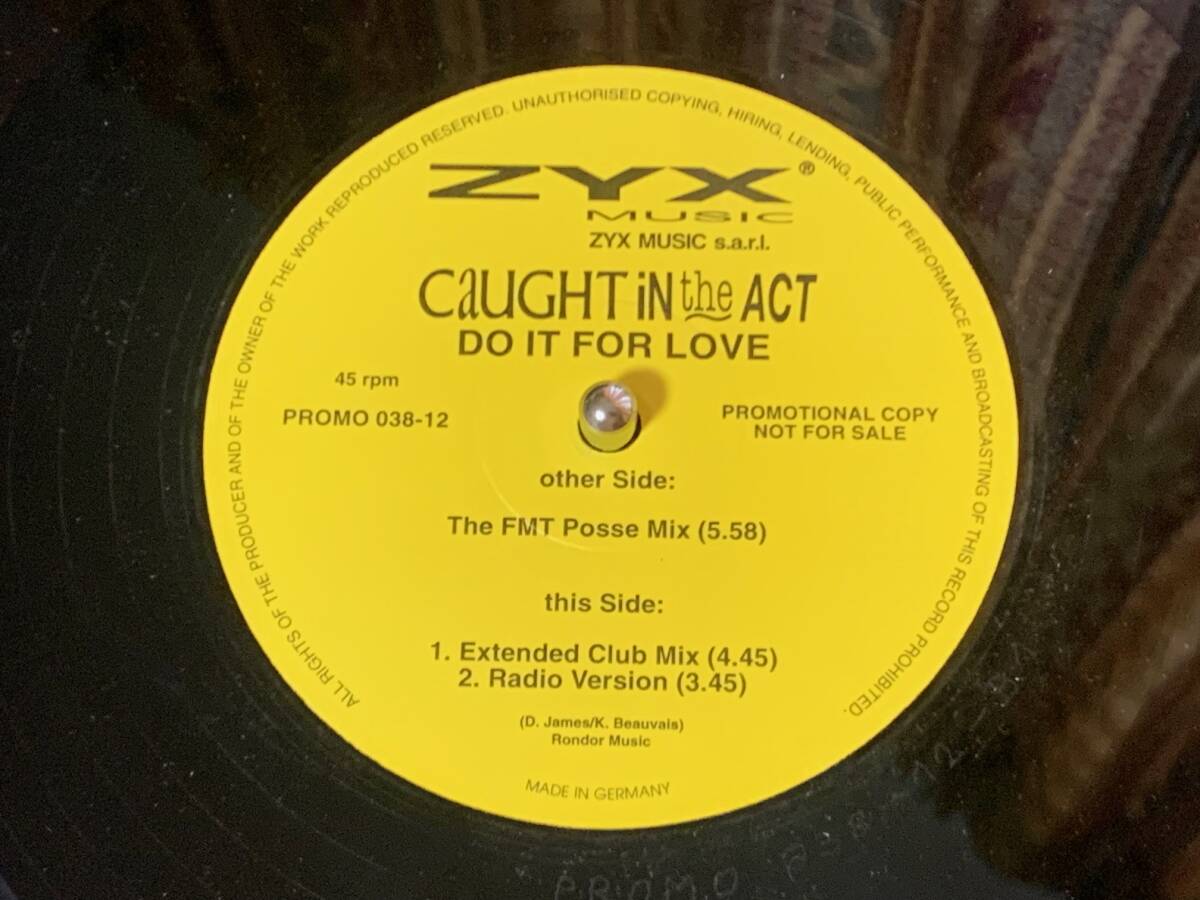 ALL RIGHTS OF THE PRODUCER AND OF THE OWNER OF THE WORK REPRODUCED RESERVED. UNAUTHORISED COPYING, HIRING, LENDING, PUBLIC PERFORMANCE AND BROADCASTING OF THIS RECORD PROHIBITED.
ZYX®
MUSIC
ZYX MUSIC s.a.r.l.
CaUGHT iN the ACT
DO IT FOR LOVE
45 rpm
PROMO 038-12
PROMOTIONAL COPY
NOT FOR SALE
other Side:
The FMT Posse Mix (5.58)
this Side:
1. Extended Club Mix (4.45)
2. Radio Version (3.45)
(D. James/K. Beauvais)
Rondor Music
MADE IN GERMANY
PROMO